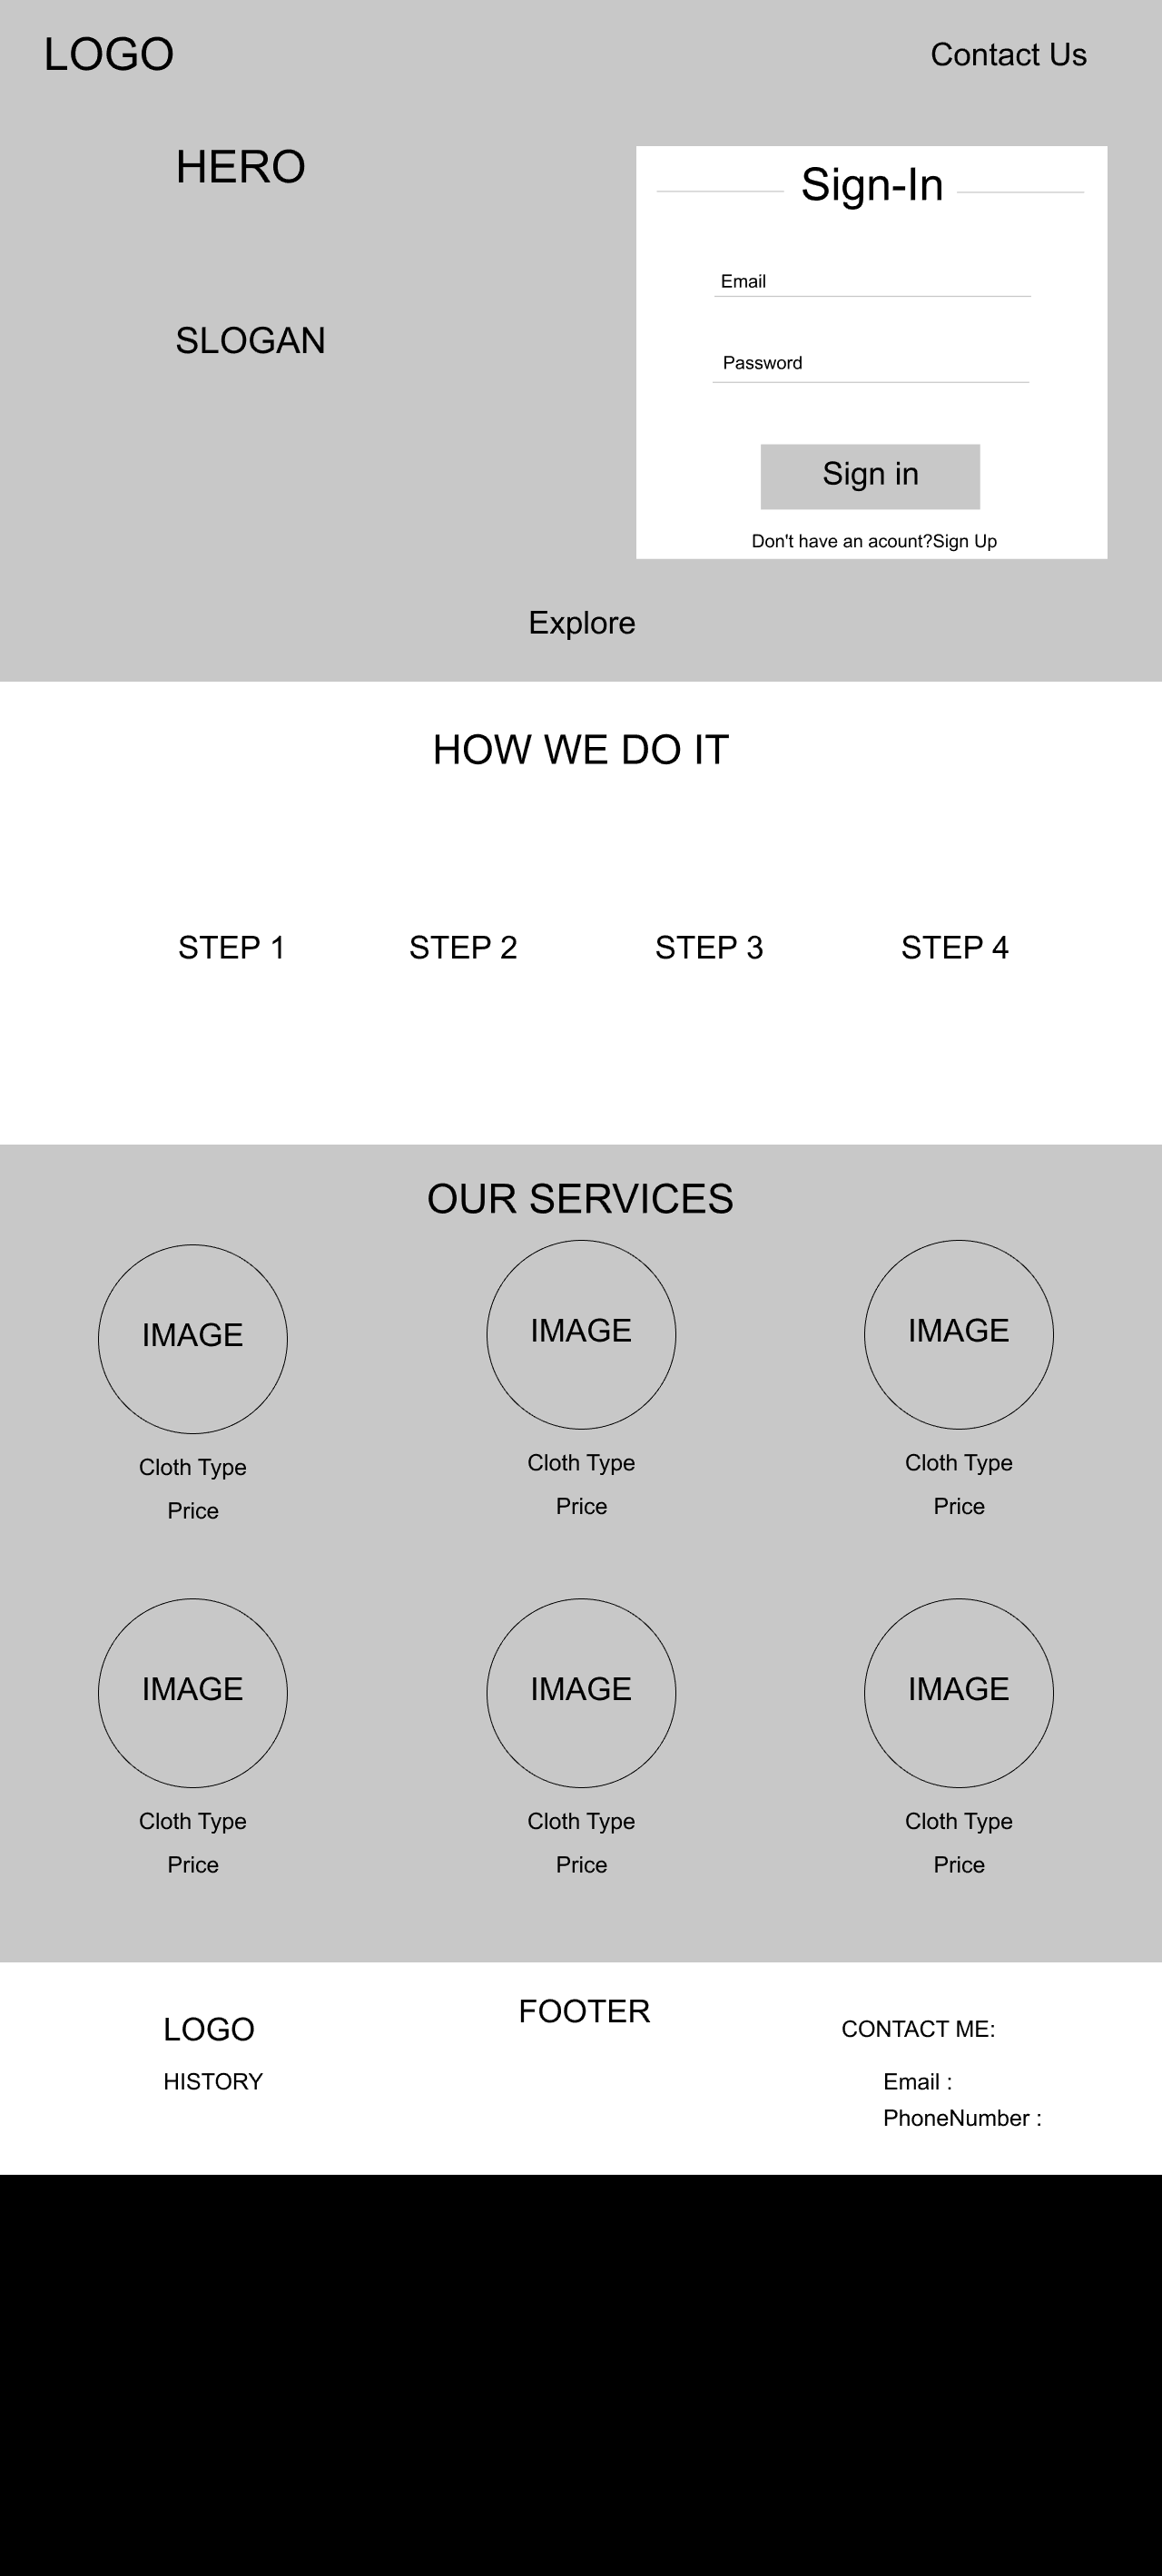 LOGO
Contact Us
HERO
SLOGAN
Sign-In
Email
Password
Sign in
Don't have an acount?Sign Up
Explore
HOW WE DO IT
STEP 1
STEP 2
STEP 3
STEP 4
OUR SERVICES
IMAGE
IMAGE
IMAGE
Cloth Type
Cloth Type
Cloth Type
Price
Price
Price
IMAGE
IMAGE
IMAGE
Cloth Type
Cloth Type
Cloth Type
Price
Price
Price
FOOTER
LOGO
HISTORY
CONTACT ME:
Email :
PhoneNumber :